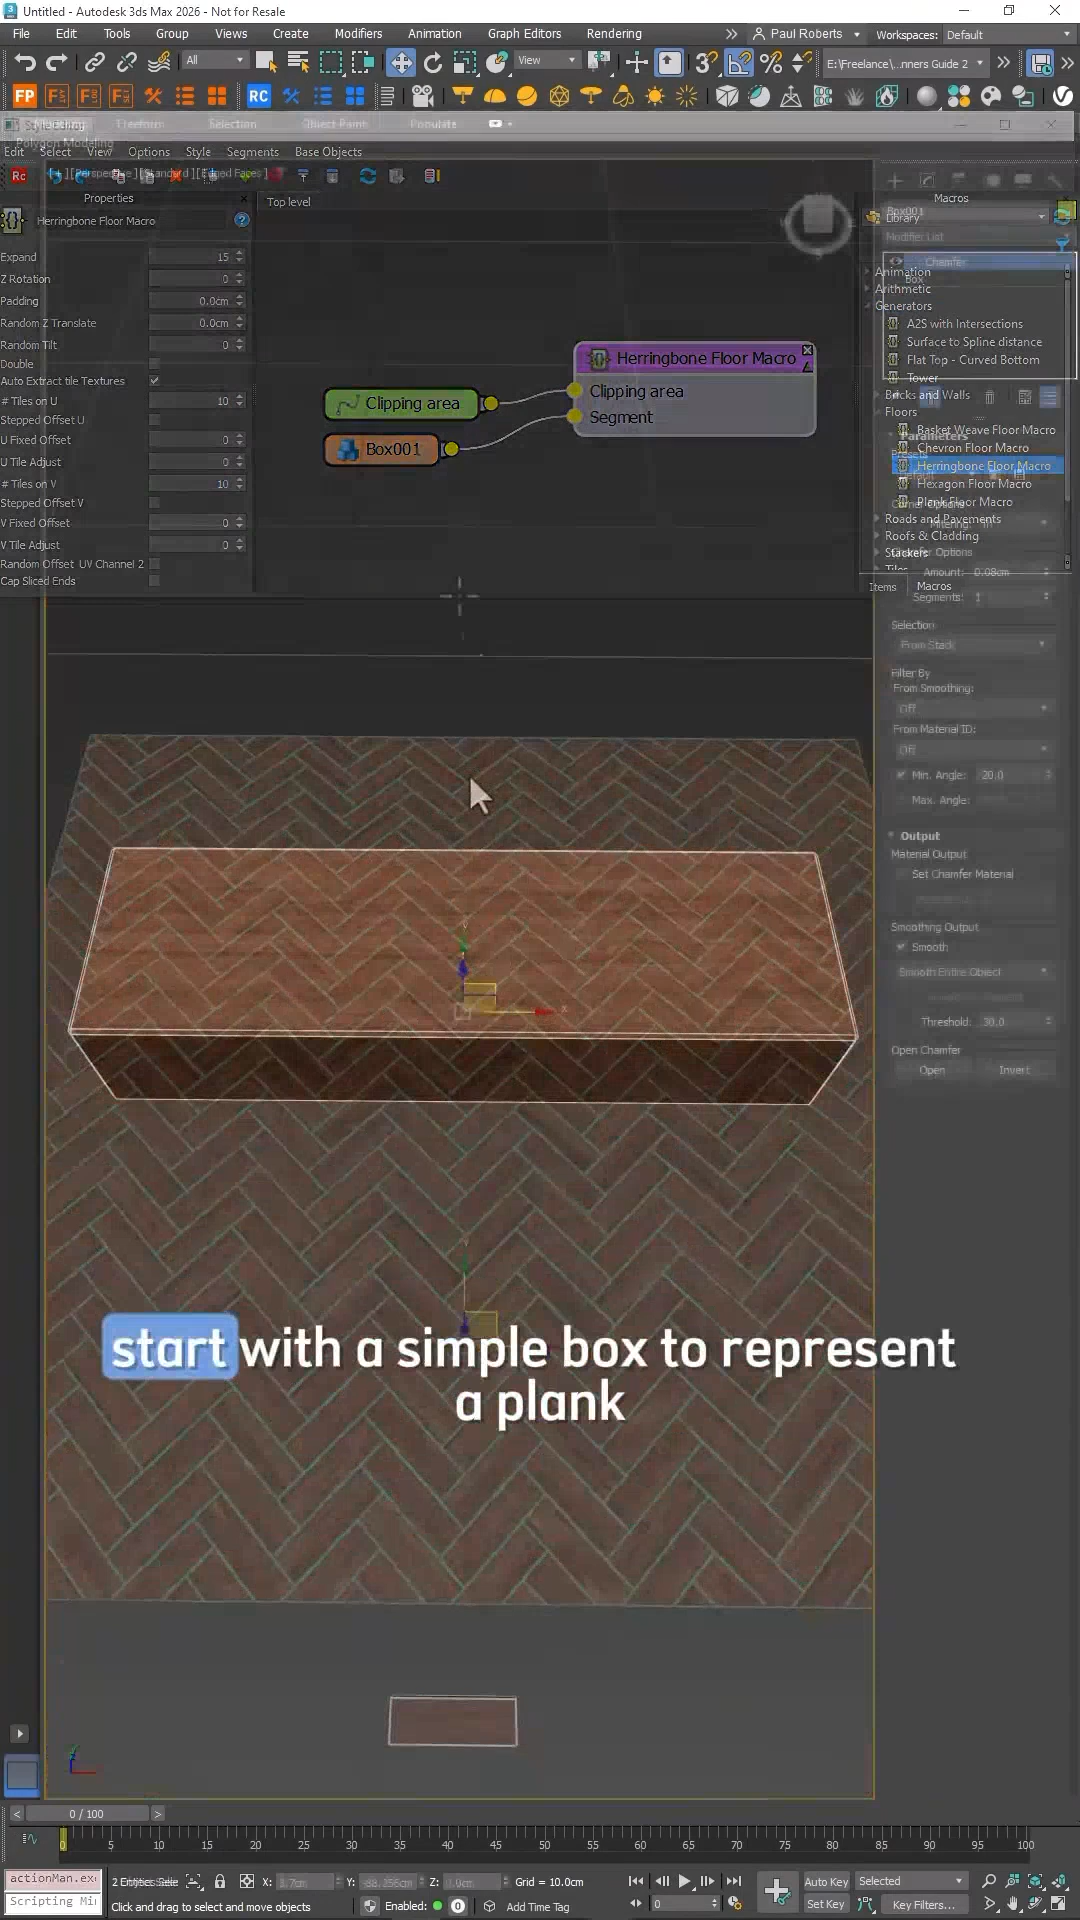 Untitled - Autodesk 3ds Max 2026 - Not for Resale
File Edit Tools Group Views Create Modifiers Animation Graph Editors Rendering Paul Roberts Workspaces: Default
All View E:\Freelance\...nners Guide 2
FP RC
Modeling Freeform Selection Object Paint Populate
Polygon Modeling
Edit Select View Options Style Segments Base Objects
[+][Perspective][Standard][Edged Faces]
Rc
Properties
Top level
Macros
Herringbone Floor Macro
Library
Box001
Modifier List
Expand 15
Z Rotation 0
Padding 0.0cm
Random Z Translate 0.0cm
Random Tilt 0
Double
Auto Extract tile Textures
# Tiles on U 10
Stepped Offset U
U Fixed Offset 0
U Tile Adjust 0
# Tiles on V 10
Stepped Offset V
V Fixed Offset 0
V Tile Adjust 0
Random Offset UV Channel 2
Cap Sliced Ends
Clipping area
Box001
Herringbone Floor Macro
Clipping area
Segment
Chamfer
Box
Animation
Arithmetic
Generators
A2S with Intersections
Surface to Spline distance
Flat Top - Curved Bottom
Tower
Bricks and Walls
Floors
Basket Weave Floor Macro
Chevron Floor Macro
Herringbone Floor Macro
Hexagon Floor Macro
Plank Floor Macro
Roads and Pavements
Roofs & Cladding
Stackers
Tiles
Items Macros
Parameters
Presets
Chamfer Options
Amount: 0.08cm
Segments: 1
Selection
From Stack
Filter By
From Smoothing:
Off
From Material ID:
Off
Min. Angle: 20.0
Max. Angle:
Output
Material Output
Set Chamfer Material
Smoothing Output
Smooth
Smooth Entire Object
Threshold: 30.0
Open Chamfer
Open Invert
start with a simple box to represent
a plank
0 / 100
0 5 10 15 20 25 30 35 40 45 50 55 60 65 70 75 80 85 90 95 100
actionMan.exe
Scripting Mi
X: Y: Z: Grid = 10.0cm
Auto Key Selected
Click and drag to select and move objects
Enabled: 0 Add Time Tag
0
Set Key Key Filters...